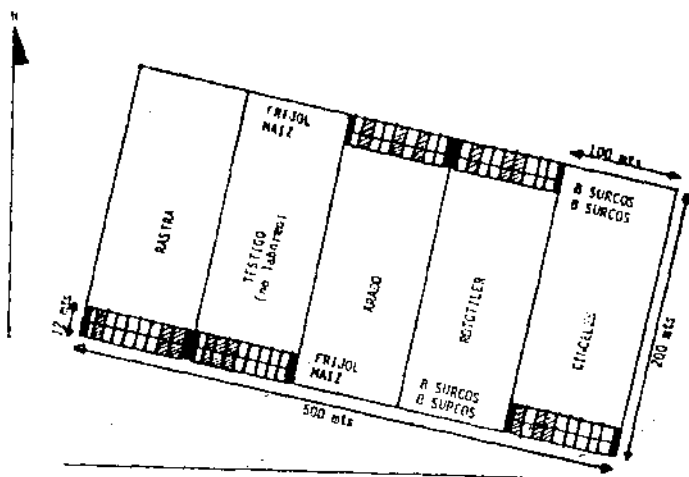 N
FRIJOL
MAIZ
100 mts
8 SURCOS
8 SURCOS
RASTRA
TESTIGO
(no labores)
ARADO
ROTOTILER
CINCELES
12 mts
200 mts
FRIJOL
MAIZ
8 SURCOS
8 SURCOS
500 mts